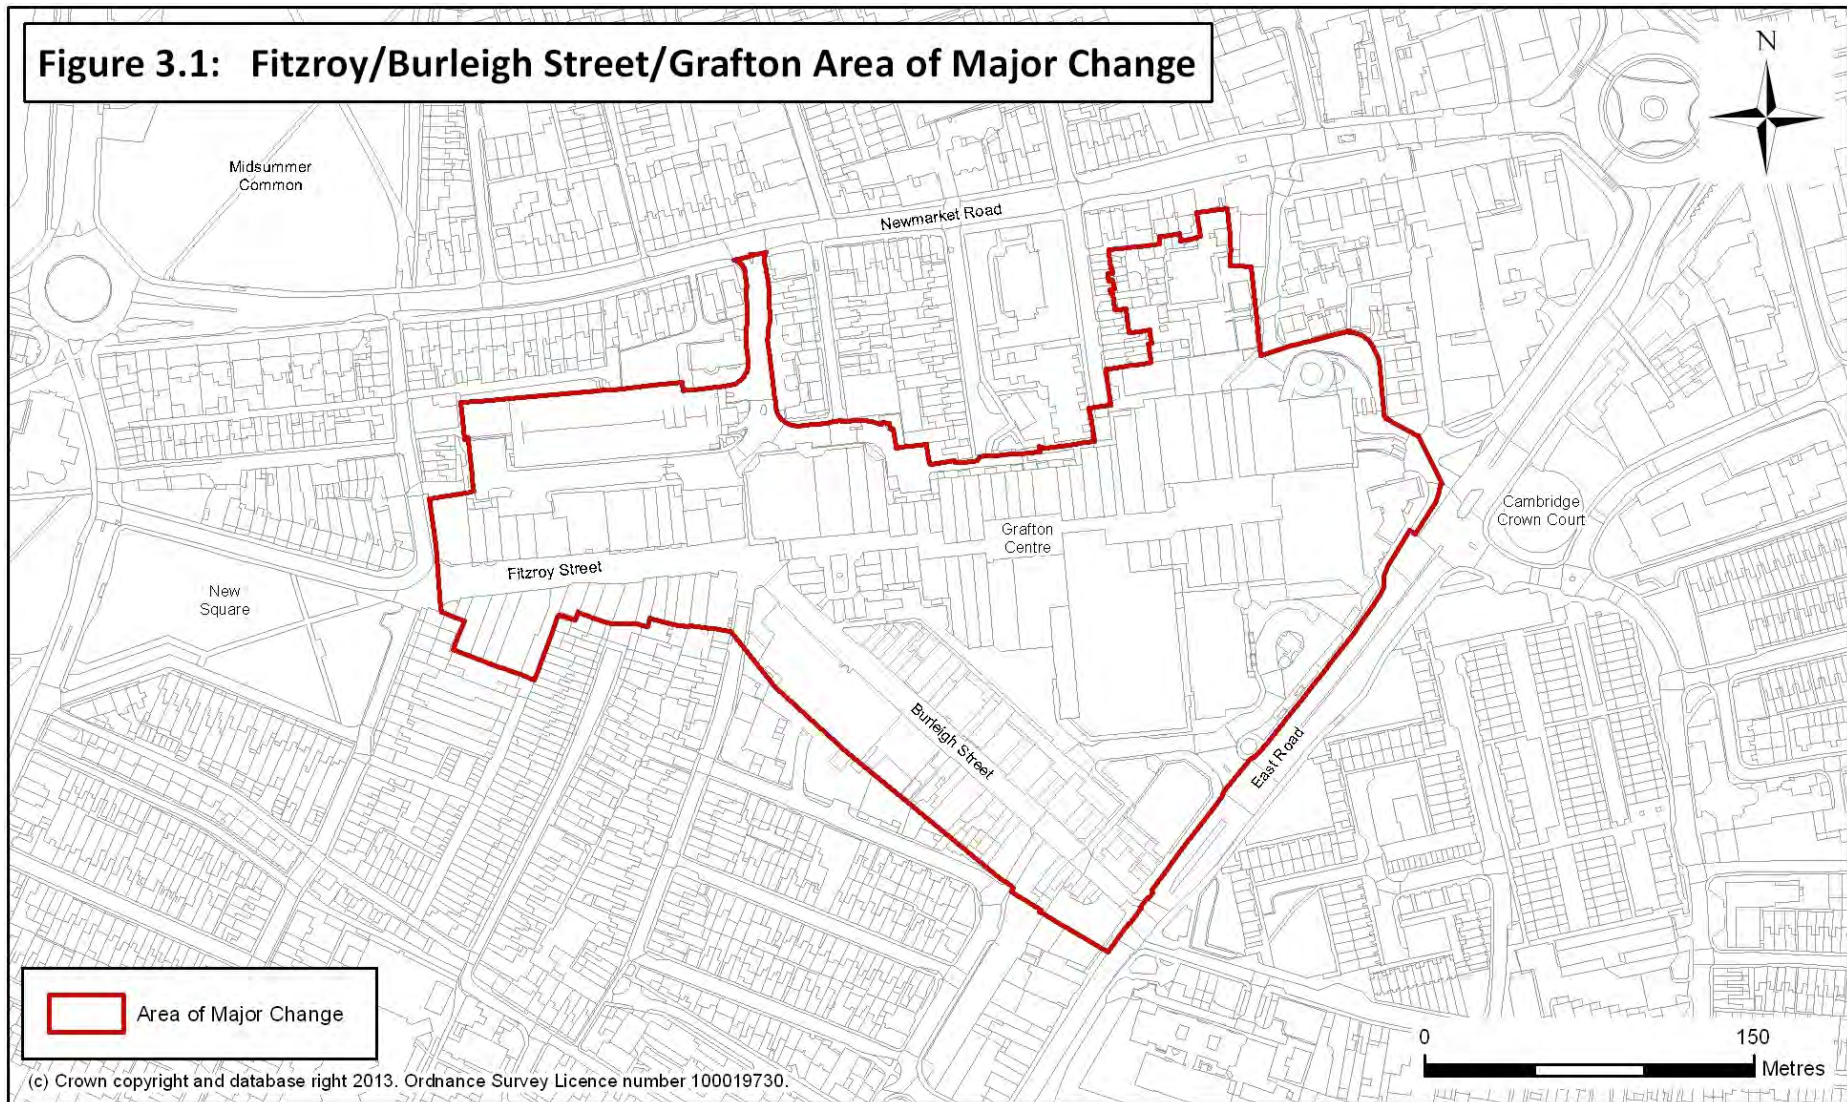 Figure 3.1: Fitzroy/Burleigh Street/Grafton Area of Major Change
N
Midsummer
Common
Newmarket Road
Cambridge
Crown Court
Grafton
Centre
Fitzroy Street
New
Square
Burleigh Street
East Road
Area of Major Change
0 150
Metres
(c) Crown copyright and database right 2013. Ordnance Survey Licence number 100019730.